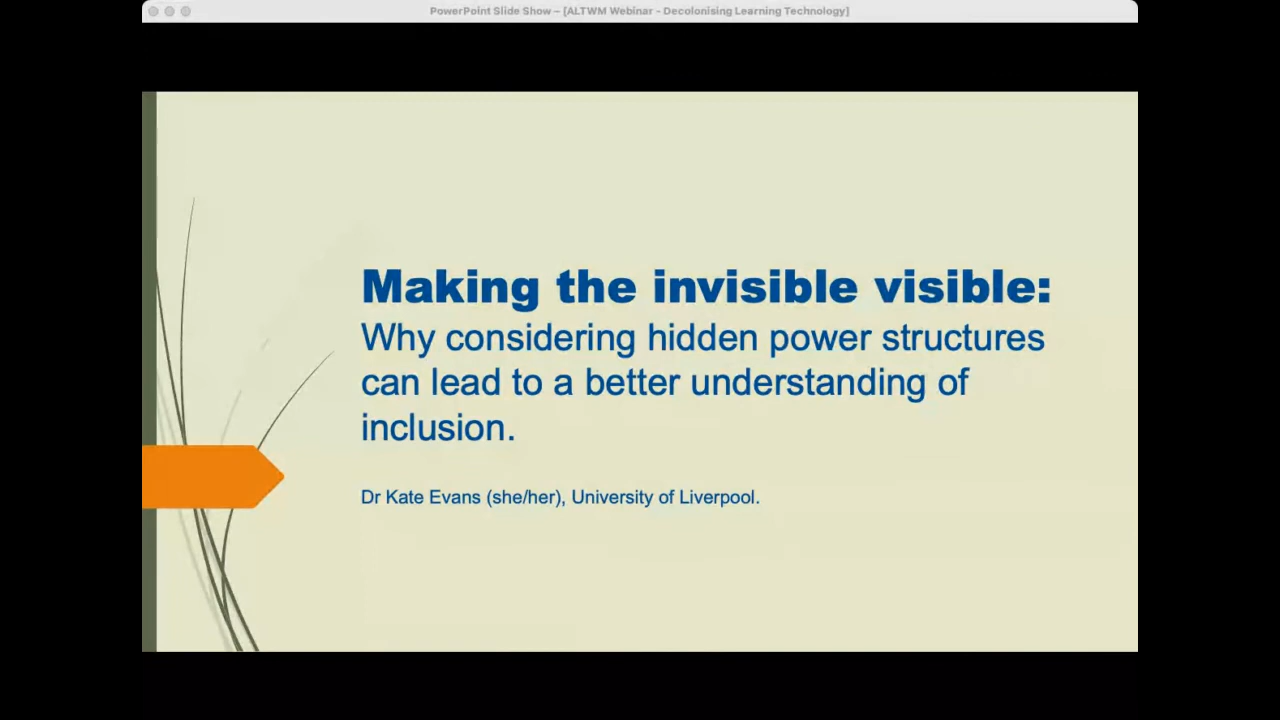 PowerPoint Slide Show – [ALTWM Webinar - Decolonising Learning Technology]
Making the invisible visible:
Why considering hidden power structures
can lead to a better understanding of
inclusion.
Dr Kate Evans (she/her), University of Liverpool.